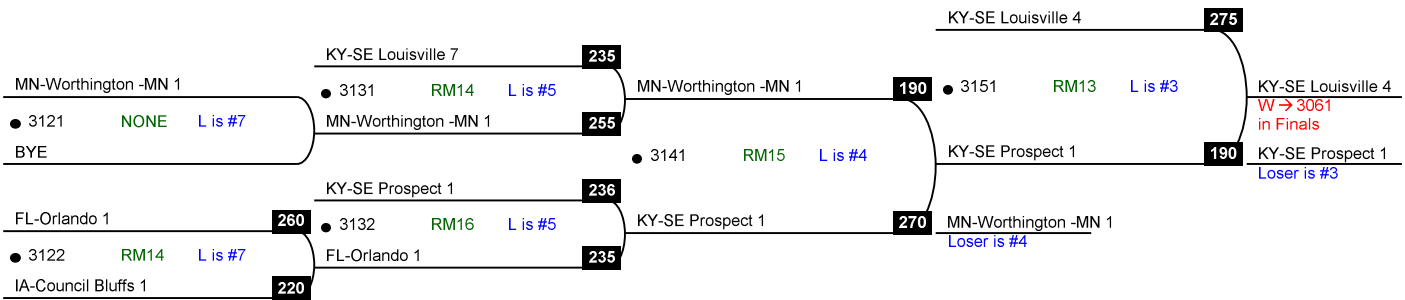 KY-SE Louisville 4 275
KY-SE Louisville 7 235
MN-Worthington -MN 1
MN-Worthington -MN 1 190
3131 RM14 L is #5
3151 RM13 L is #3
KY-SE Louisville 4
W → 3061
in Finals
3121 NONE L is #7
MN-Worthington -MN 1 255
BYE
3141 RM15 L is #4
KY-SE Prospect 1 190
KY-SE Prospect 1
Loser is #3
KY-SE Prospect 1 236
FL-Orlando 1 260
3132 RM16 L is #5
KY-SE Prospect 1 270
MN-Worthington -MN 1
Loser is #4
3122 RM14 L is #7
FL-Orlando 1 235
IA-Council Bluffs 1 220